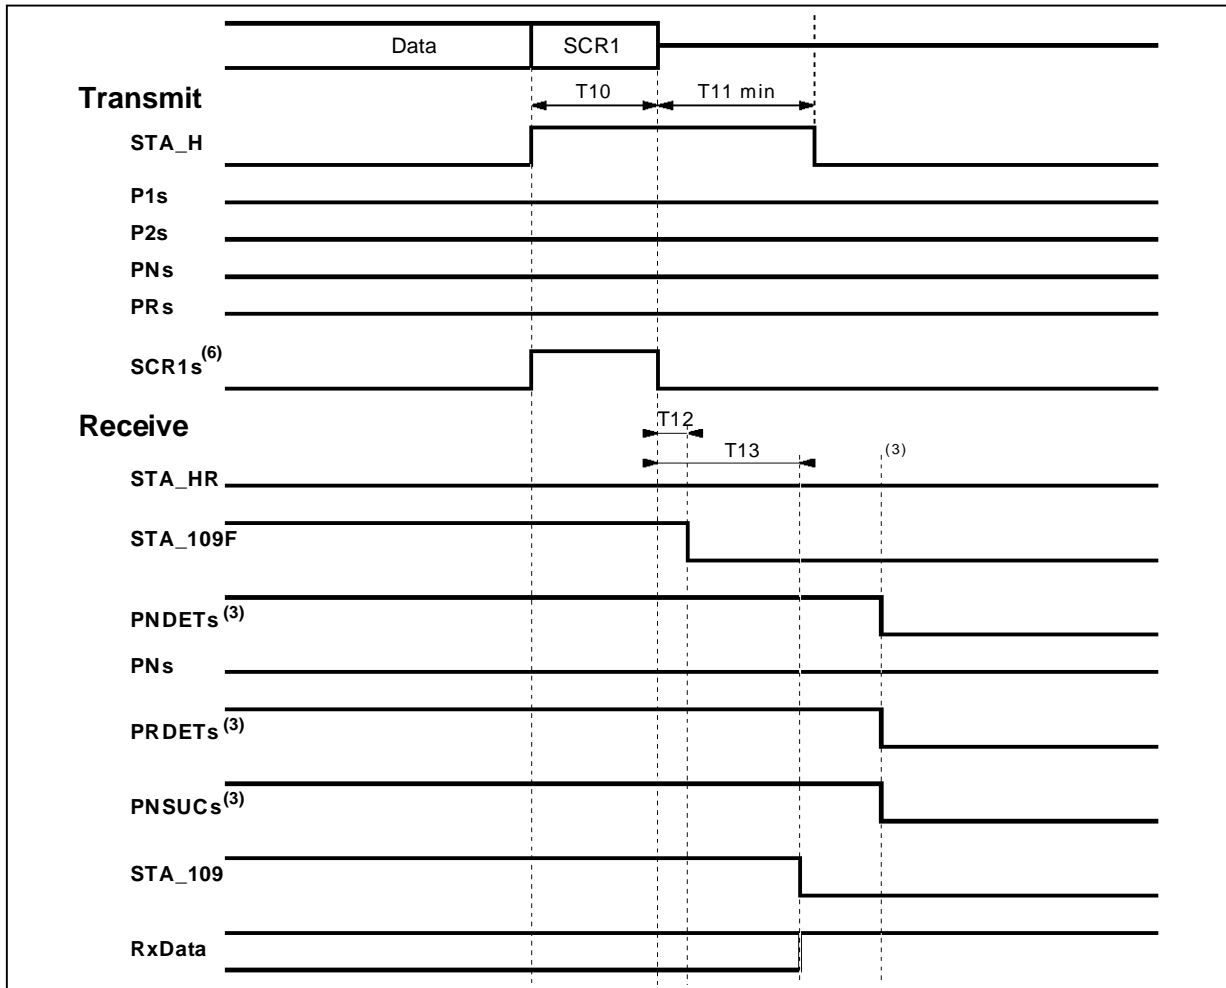 Data SCR1
Transmit
T10 T11 min
STA_H
P1s
P2s
PNs
PRs
SCR1s(6)
Receive
T12
T13 (3)
STA_HR
STA_109F
PNDETs(3)
PNs
PRDETs(3)
PNSUCs(3)
STA_109
RxData